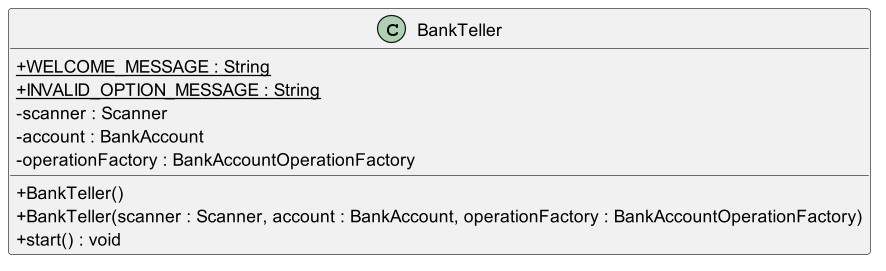 C BankTeller
+WELCOME_MESSAGE : String
+INVALID_OPTION_MESSAGE : String
-scanner : Scanner
-account : BankAccount
-operationFactory : BankAccountOperationFactory
+BankTeller()
+BankTeller(scanner : Scanner, account : BankAccount, operationFactory : BankAccountOperationFactory)
+start() : void